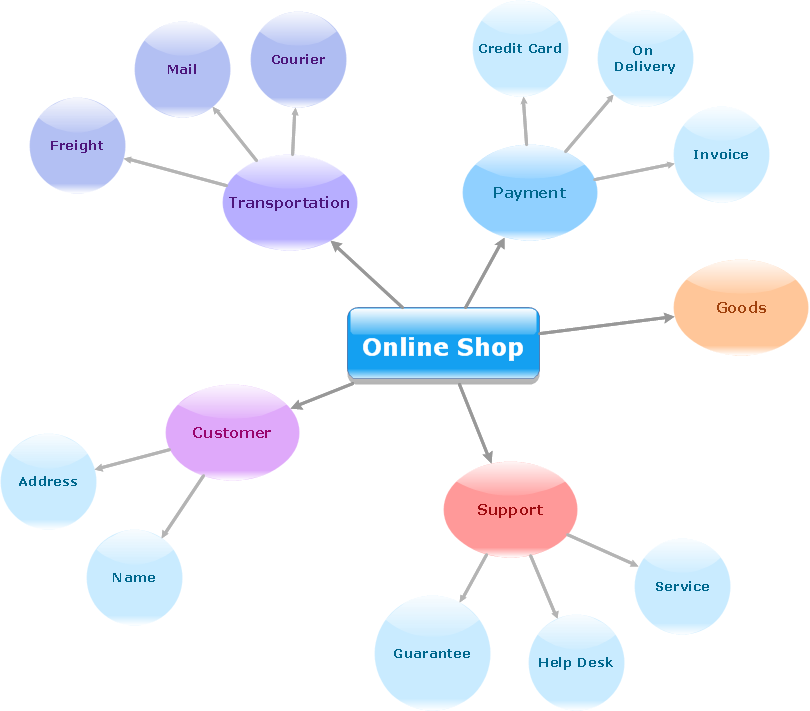 Credit Card
On
Delivery
Courier
Mail
Freight
Invoice
Transportation
Payment
Goods
Online Shop
Customer
Address
Support
Name
Service
Guarantee
Help Desk